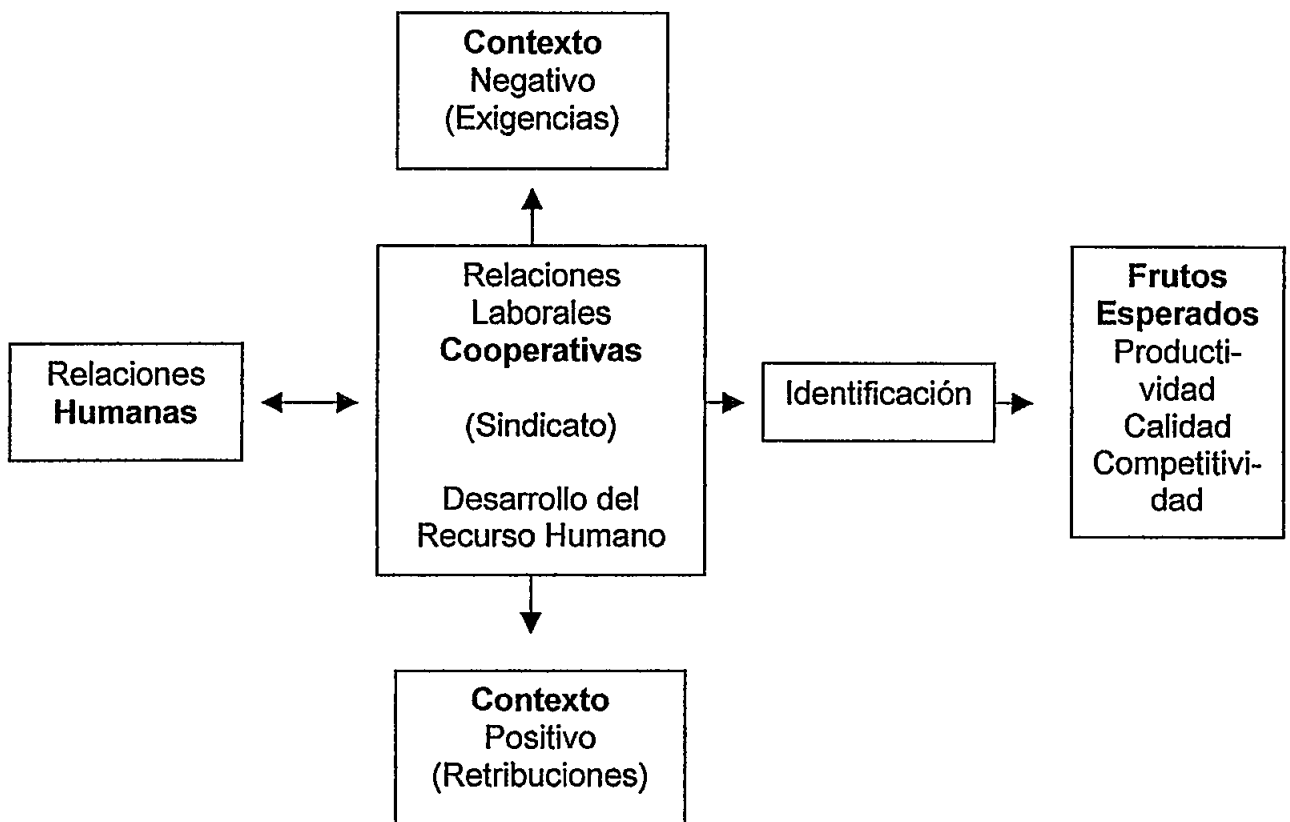 Contexto
Negativo
(Exigencias)
Relaciones
Humanas
Relaciones
Laborales
Cooperativas
(Sindicato)
Desarrollo del
Recurso Humano
Identificación
Frutos
Esperados
Producti-
vidad
Calidad
Competitivi-
dad
Contexto
Positivo
(Retribuciones)